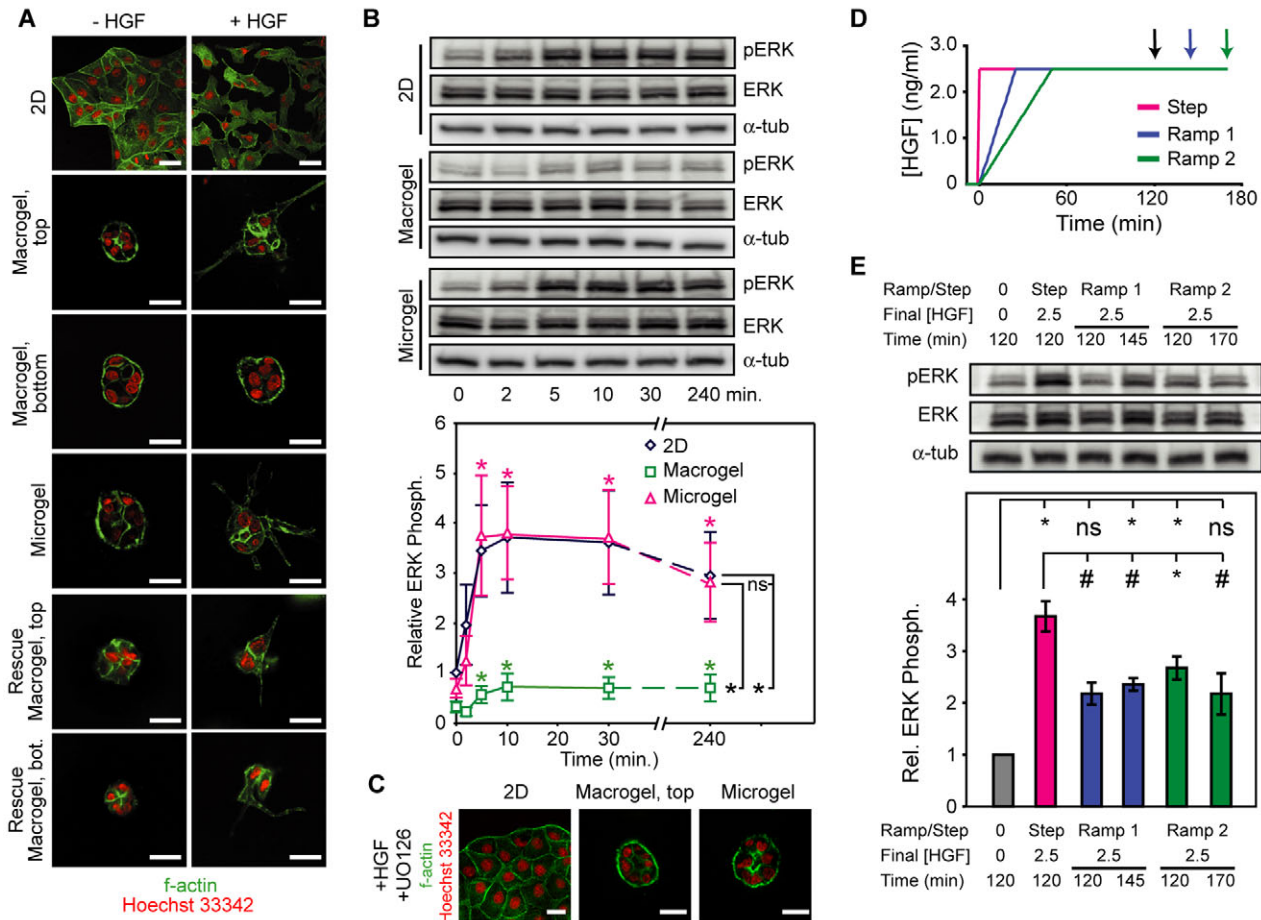 A
- HGF
+ HGF
2D
Macrogel, top
Macrogel, bottom
Microgel
Rescue Macrogel, top
Rescue Macrogel, bot.
f-actin
Hoechst 33342
B
2D
pERK
ERK
α-tub
Macrogel
pERK
ERK
α-tub
Microgel
pERK
ERK
α-tub
0 2 5 10 30 240 min.
Relative ERK Phosph.
6
5
4
3
2
1
0
2D
Macrogel
Microgel
* * * *
ns
* * * *
* *
0 10 30 240
Time (min.)
C
2D Macrogel, top Microgel
+HGF
+UO126
f-actin
Hoechst 33342
D
[HGF] (ng/ml)
3.0
2.0
1.0
0
Step
Ramp 1
Ramp 2
0 60 120 180
Time (min)
E
Ramp/Step 0 Step Ramp 1 Ramp 2
Final [HGF] 0 2.5 2.5 2.5
Time (min) 120 120 120 145 120 170
pERK
ERK
α-tub
* ns * * ns
# # * #
Rel. ERK Phosph.
4
3
2
1
0
Ramp/Step 0 Step Ramp 1 Ramp 2
Final [HGF] 0 2.5 2.5 2.5
Time (min) 120 120 120 145 120 170